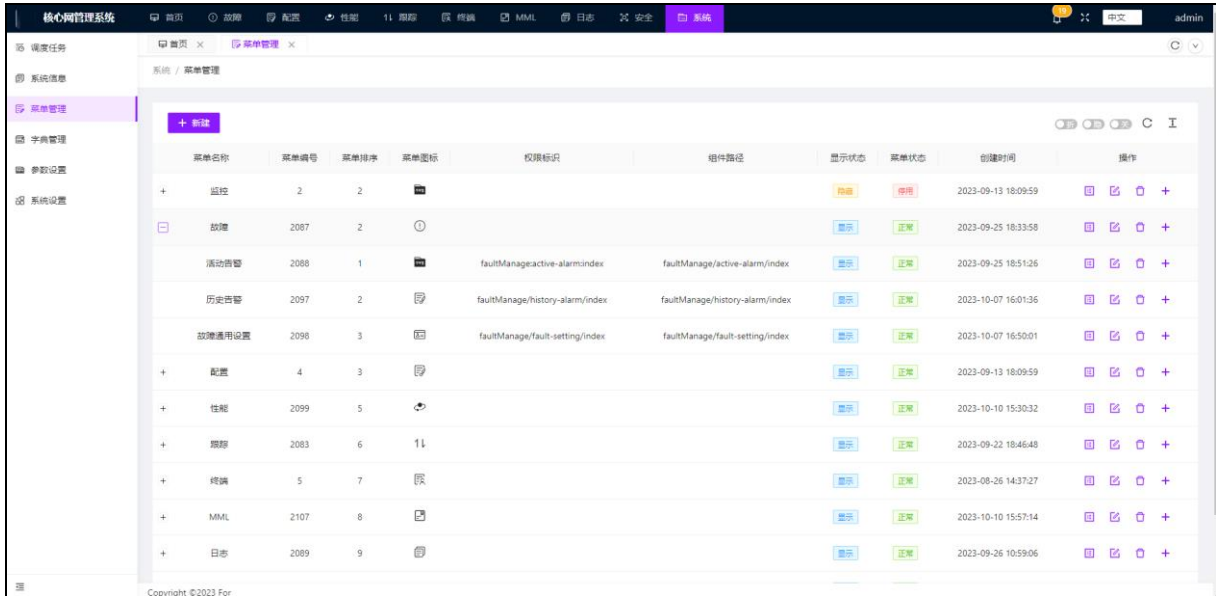 核心网管理系统 首页 故障 配置 性能 跟踪 终端 MML 日志 安全 系统 19 中文 admin
调度任务
系统信息
菜单管理
字典管理
参数设置
系统设置
首页 × 菜单管理 ×
系统 / 菜单管理
+ 新建
菜单名称 菜单编号 菜单排序 菜单图标 权限标识 组件路径 显示状态 菜单状态 创建时间 操作
+ 监控 2 2 停用 2023-09-13 18:09:59
故障 2087 2 显示 正常 2023-09-25 18:33:58
活动告警 2088 1 faultManage:active-alarm:index faultManage/active-alarm/index 显示 正常 2023-09-25 18:51:26
历史告警 2097 2 faultManage/history-alarm/index faultManage/history-alarm/index 显示 正常 2023-10-07 16:01:36
故障通用设置 2098 3 faultManage/fault-setting/index faultManage/fault-setting/index 显示 正常 2023-10-07 16:50:01
+ 配置 4 3 显示 正常 2023-09-13 18:09:59
+ 性能 2099 5 显示 正常 2023-10-10 15:30:32
+ 跟踪 2083 6 显示 正常 2023-09-22 18:46:48
+ 终端 5 7 显示 正常 2023-08-26 14:37:27
+ MML 2107 8 显示 正常 2023-10-10 15:57:14
+ 日志 2089 9 显示 正常 2023-09-26 10:59:06
Copyright ©2023 For